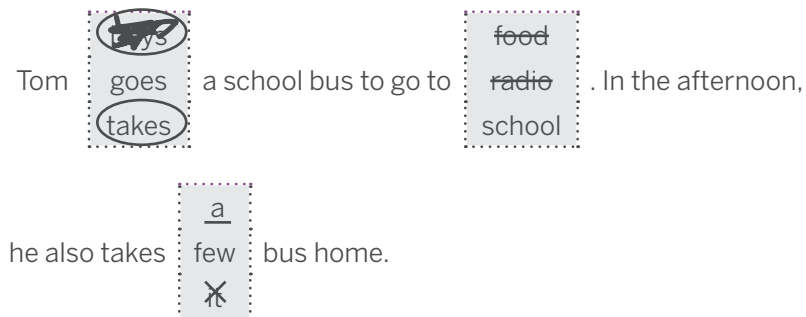 food
Tom goes a school bus to go to radio . In the afternoon,
takes school
a
he also takes few bus home.
it